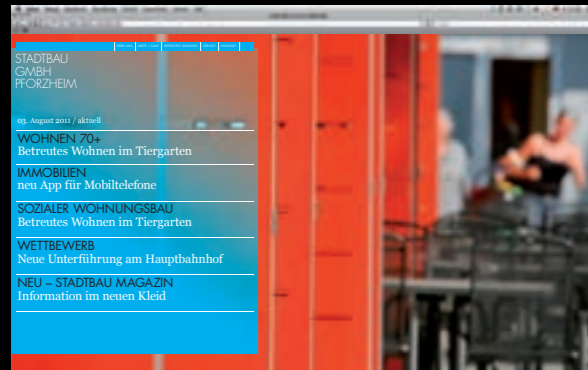 STADTBAU
GMBH
PFORZHEIM
03. August 2011 / aktuell
WOHNEN 70+
Betreutes Wohnen im Tiergarten
IMMOBILIEN
neu App für Mobiltelefone
SOZIALER WOHNUNGSBAU
Betreutes Wohnen im Tiergarten
WETTBEWERB
Neue Unterführung am Hauptbahnhof
NEU – STADTBAU MAGAZIN
Information im neuen Kleid